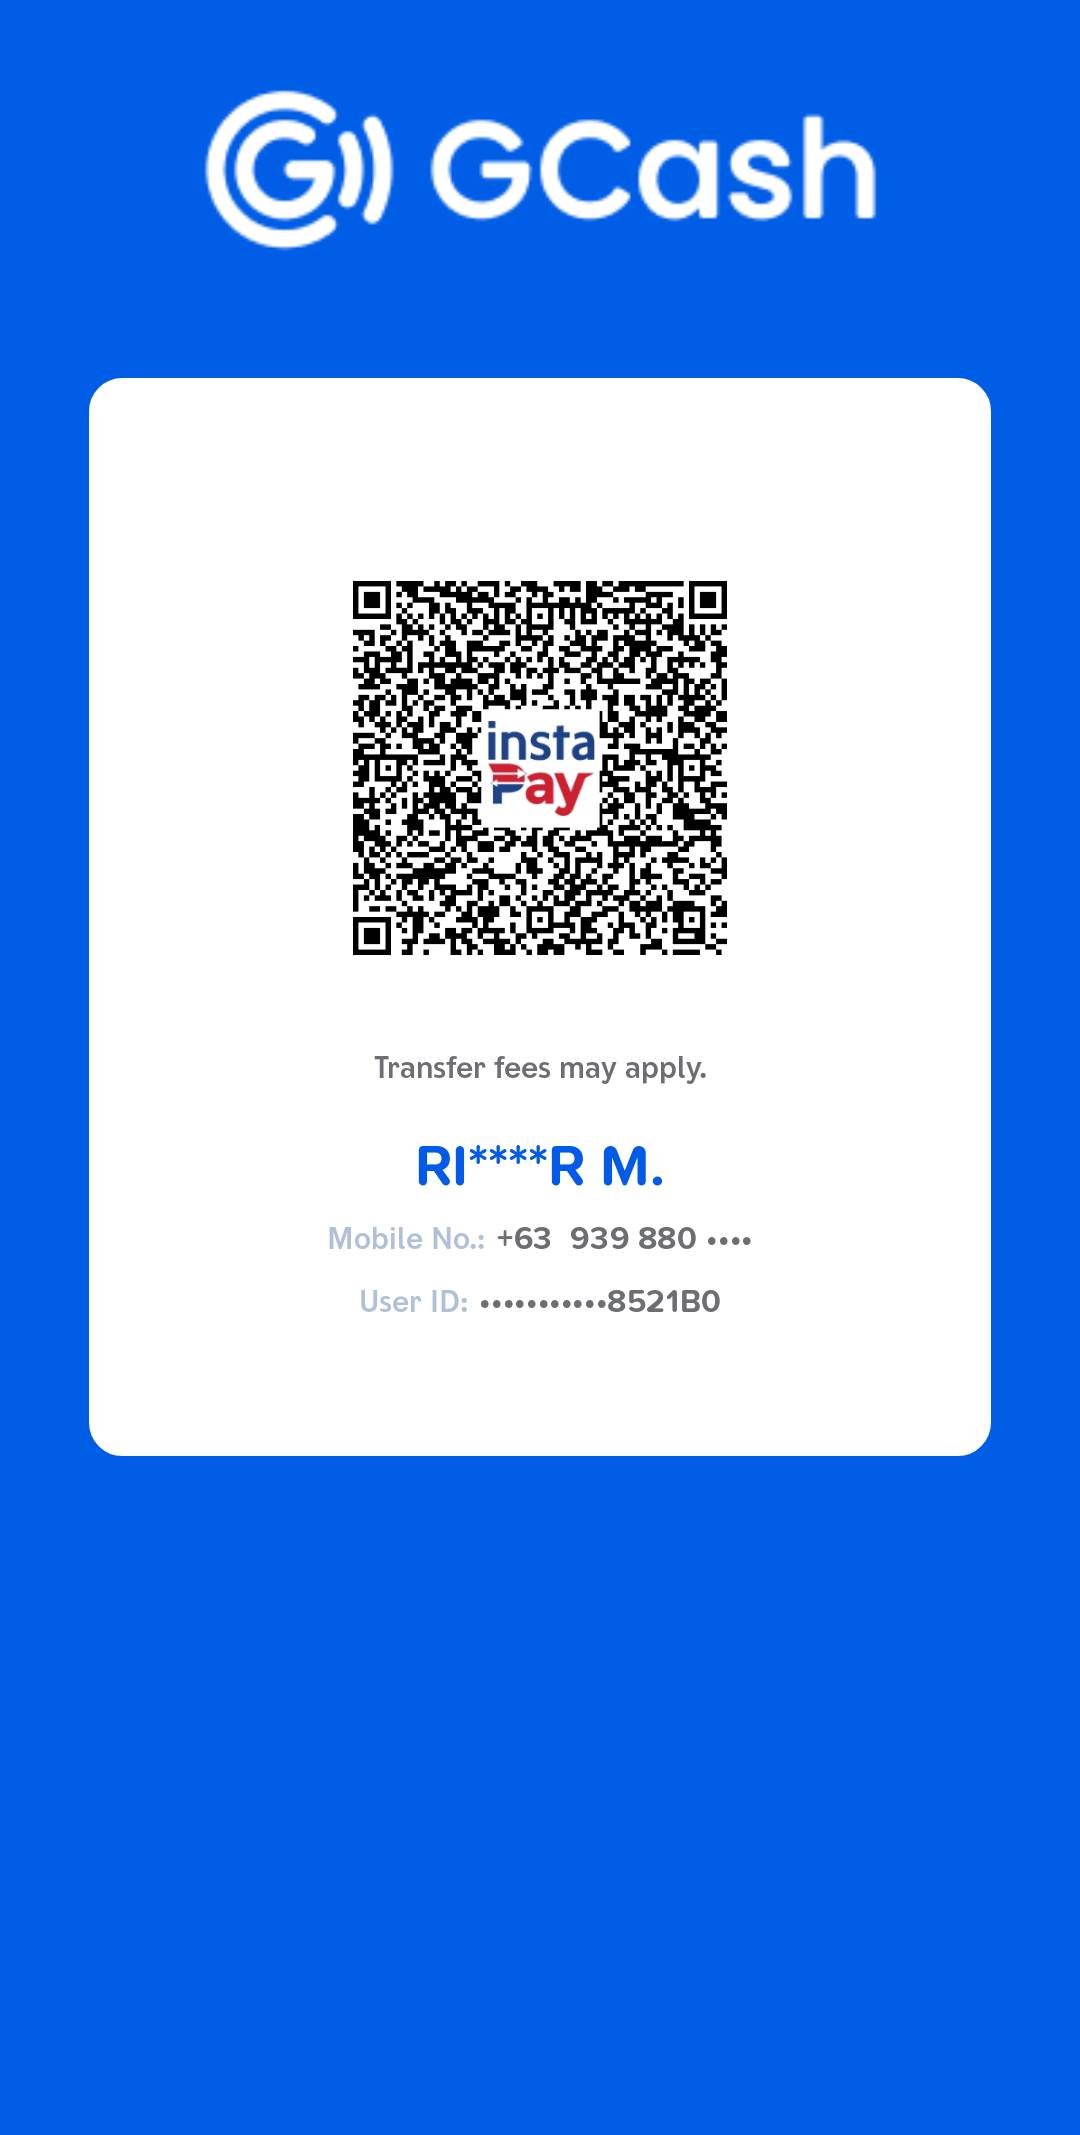 GCash
insta
Pay
Transfer fees may apply.
RI****R M.
Mobile No.: +63 939 880 ••••
User ID: •••••••••••8521B0